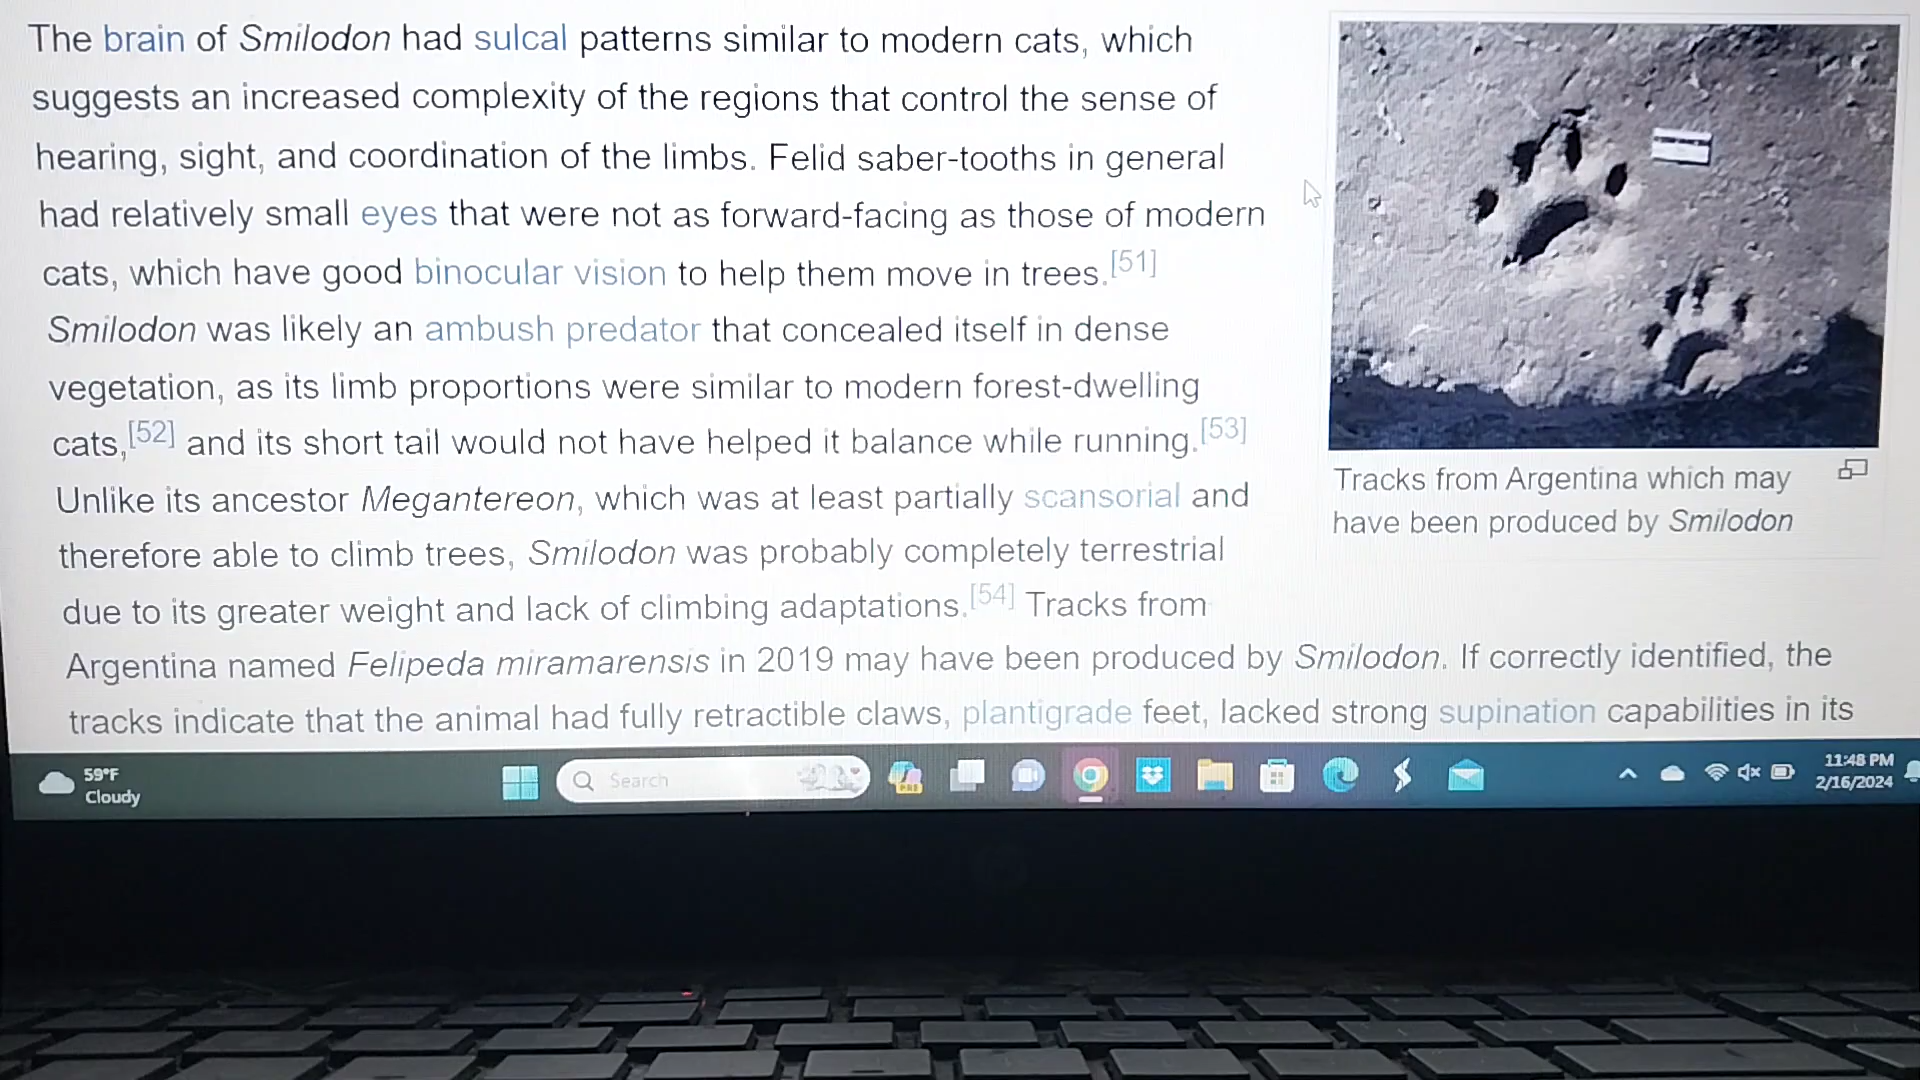 The brain of Smilodon had sulcal patterns similar to modern cats, which
suggests an increased complexity of the regions that control the sense of
hearing, sight, and coordination of the limbs. Felid saber-tooths in general
had relatively small eyes that were not as forward-facing as those of modern
cats, which have good binocular vision to help them move in trees.[51]
Smilodon was likely an ambush predator that concealed itself in dense
vegetation, as its limb proportions were similar to modern forest-dwelling
cats,[52] and its short tail would not have helped it balance while running.[53]
Unlike its ancestor Megantereon, which was at least partially scansorial and
therefore able to climb trees, Smilodon was probably completely terrestrial
due to its greater weight and lack of climbing adaptations.[54] Tracks from
Argentina named Felipeda miramarensis in 2019 may have been produced by Smilodon. If correctly identified, the
tracks indicate that the animal had fully retractible claws, plantigrade feet, lacked strong supination capabilities in its
Tracks from Argentina which may
have been produced by Smilodon
59°F
Cloudy
Search
PRE
11:48 PM
2/16/2024